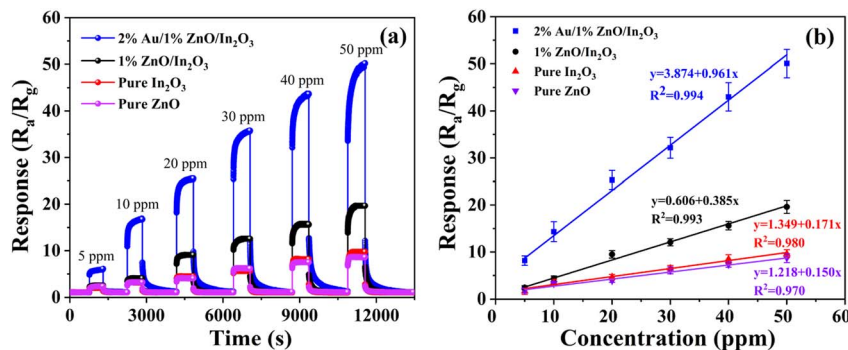 (a)
2% Au/1% ZnO/In₂O₃
1% ZnO/In₂O₃
Pure In₂O₃
Pure ZnO
5 ppm
10 ppm
20 ppm
30 ppm
40 ppm
50 ppm
Response (Rₐ/R_g)
60
50
40
30
20
10
0
0 3000 6000 9000 12000
Time (s)
(b)
2% Au/1% ZnO/In₂O₃
1% ZnO/In₂O₃
Pure In₂O₃
Pure ZnO
y=3.874+0.961x
R²=0.994
y=0.606+0.385x
R²=0.993
y=1.349+0.171x
R²=0.980
y=1.218+0.150x
R²=0.970
Response (Rₐ/R_g)
60
50
40
30
20
10
0
0 10 20 30 40 50 60
Concentration (ppm)